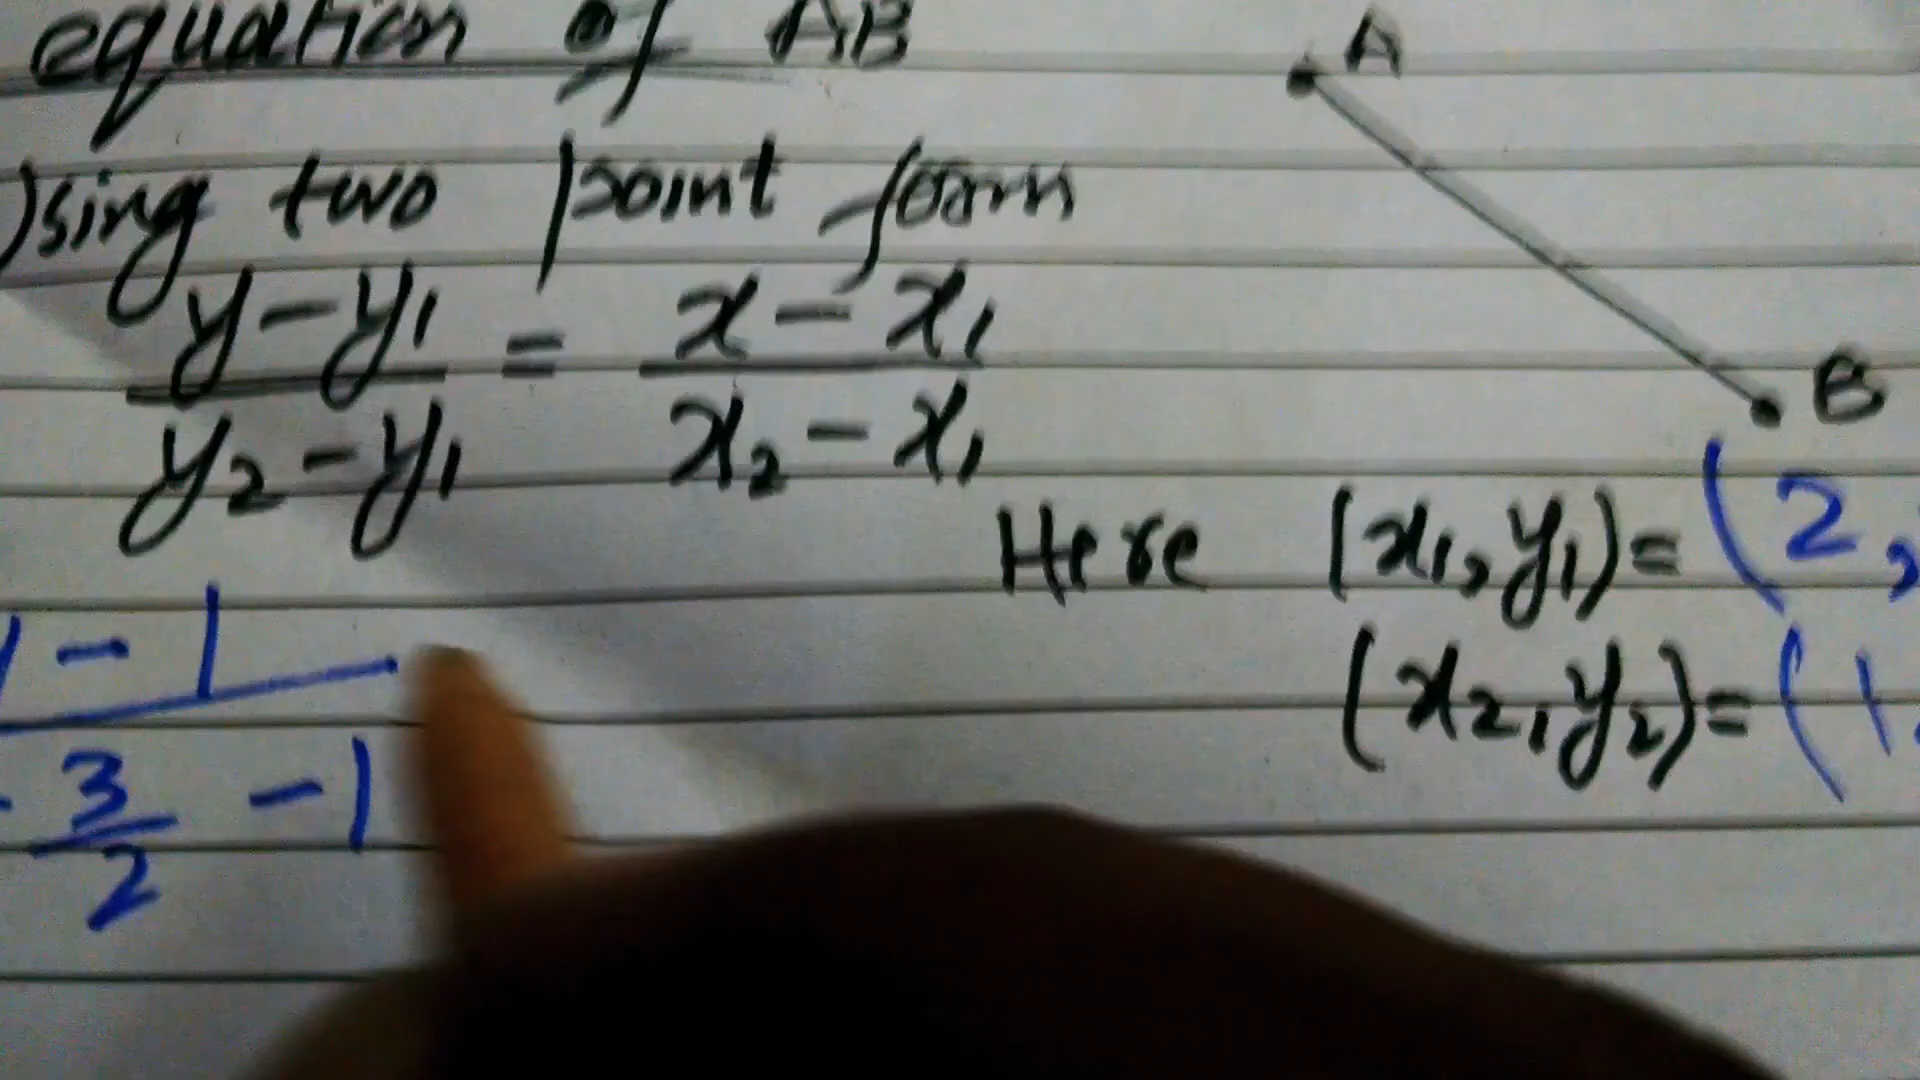 equation of AB
A
Using two point form
y-y₁/y₂-y₁ = x-x₁/x₂-x₁
B
Here (x₁,y₁)= (2,
(x₂,y₂)= (1,
-1
3/2 -1